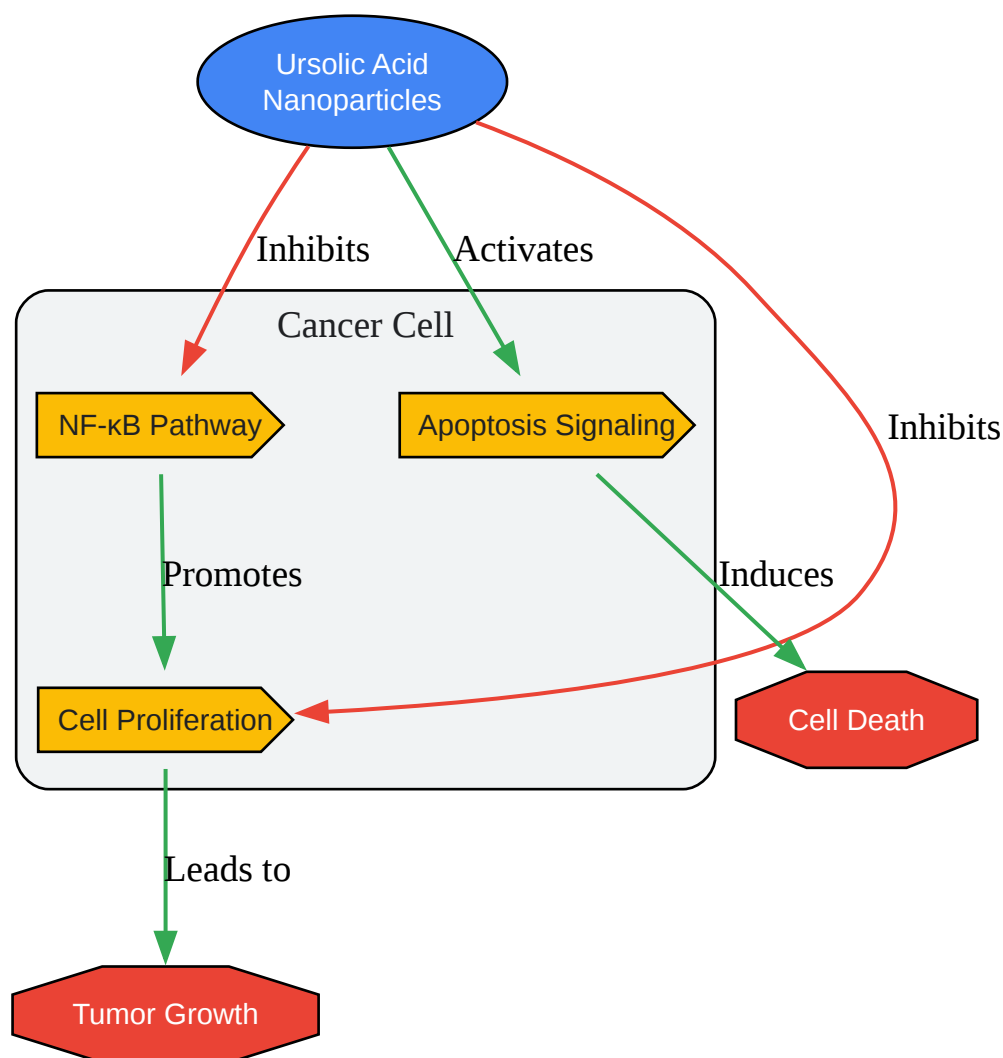 Ursolic Acid
Nanoparticles
Inhibits
Activates
Cancer Cell
NF-κB Pathway
Apoptosis Signaling
Inhibits
Promotes
Induces
Cell Proliferation
Cell Death
Leads to
Tumor Growth